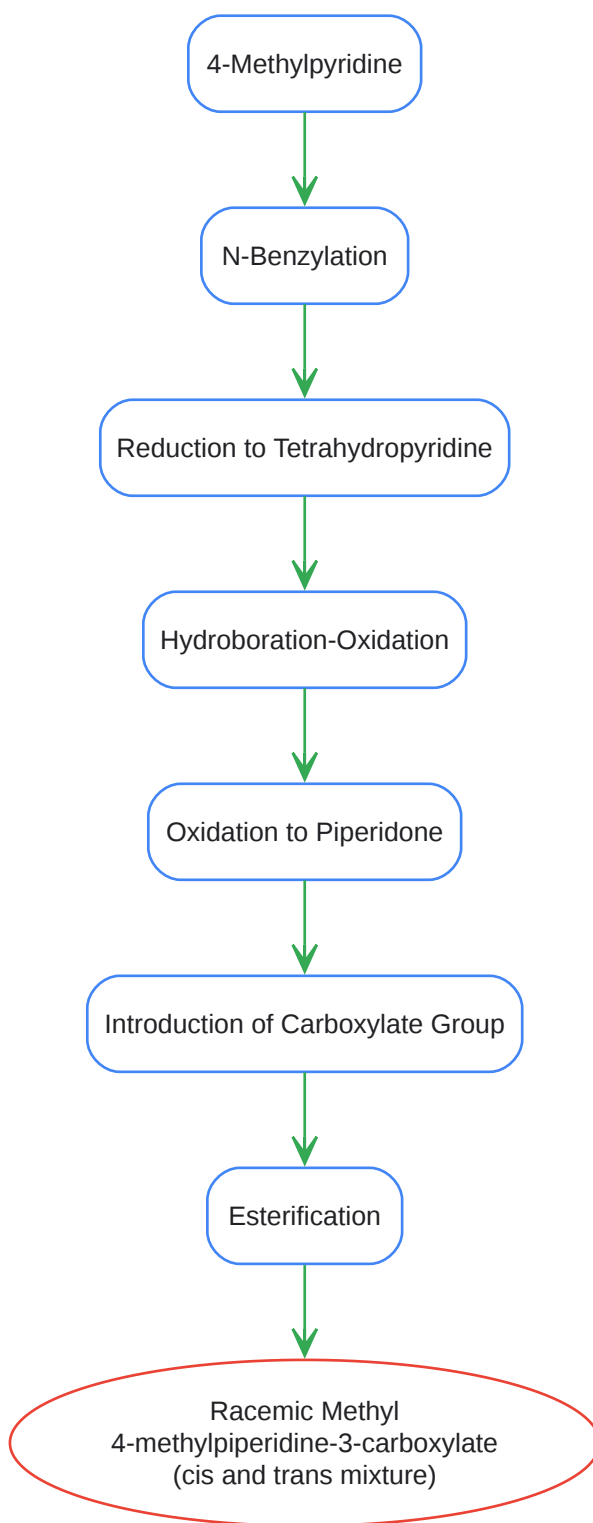 4-Methylpyridine
N-Benzylation
Reduction to Tetrahydropyridine
Hydroboration-Oxidation
Oxidation to Piperidone
Introduction of Carboxylate Group
Esterification
Racemic Methyl
4-methylpiperidine-3-carboxylate
(cis and trans mixture)